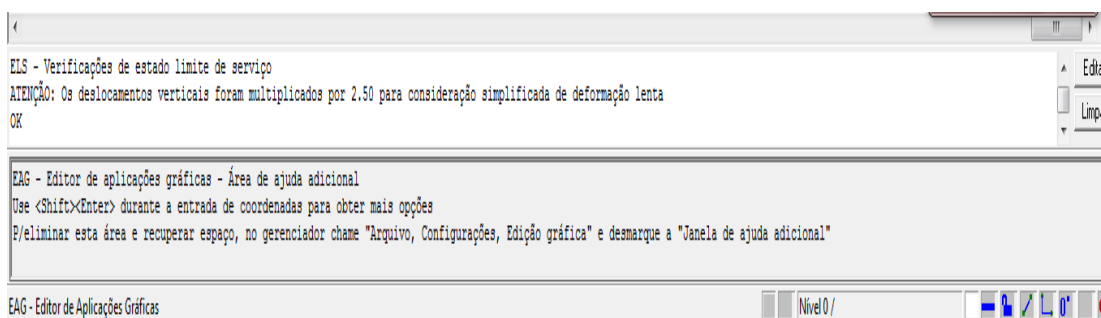 ELS - Verificações de estado limite de serviço
ATENÇÃO: Os deslocamentos verticais foram multiplicados por 2.50 para consideração simplificada de deformação lenta
OK
Edita
Limpa
EAG - Editor de aplicações gráficas - Área de ajuda adicional
Use <Shift><Enter> durante a entrada de coordenadas para obter mais opções
P/eliminar esta área e recuperar espaço, no gerenciador chame "Arquivo, Configurações, Edição gráfica" e desmarque a "Janela de ajuda adicional"
EAG - Editor de Aplicações Gráficas
Nível 0 /